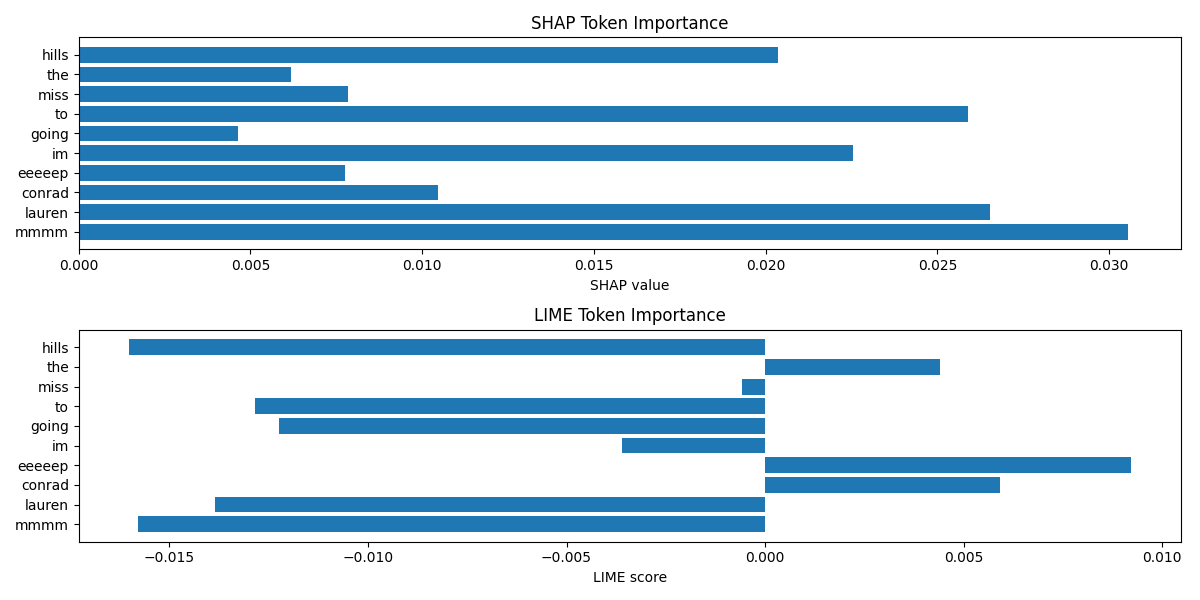 SHAP Token Importance
hills
the
miss
to
going
im
eeeeep
conrad
lauren
mmmm
0.000 0.005 0.010 0.015 0.020 0.025 0.030
SHAP value
LIME Token Importance
hills
the
miss
to
going
im
eeeeep
conrad
lauren
mmmm
−0.015 −0.010 −0.005 0.000 0.005 0.010
LIME score